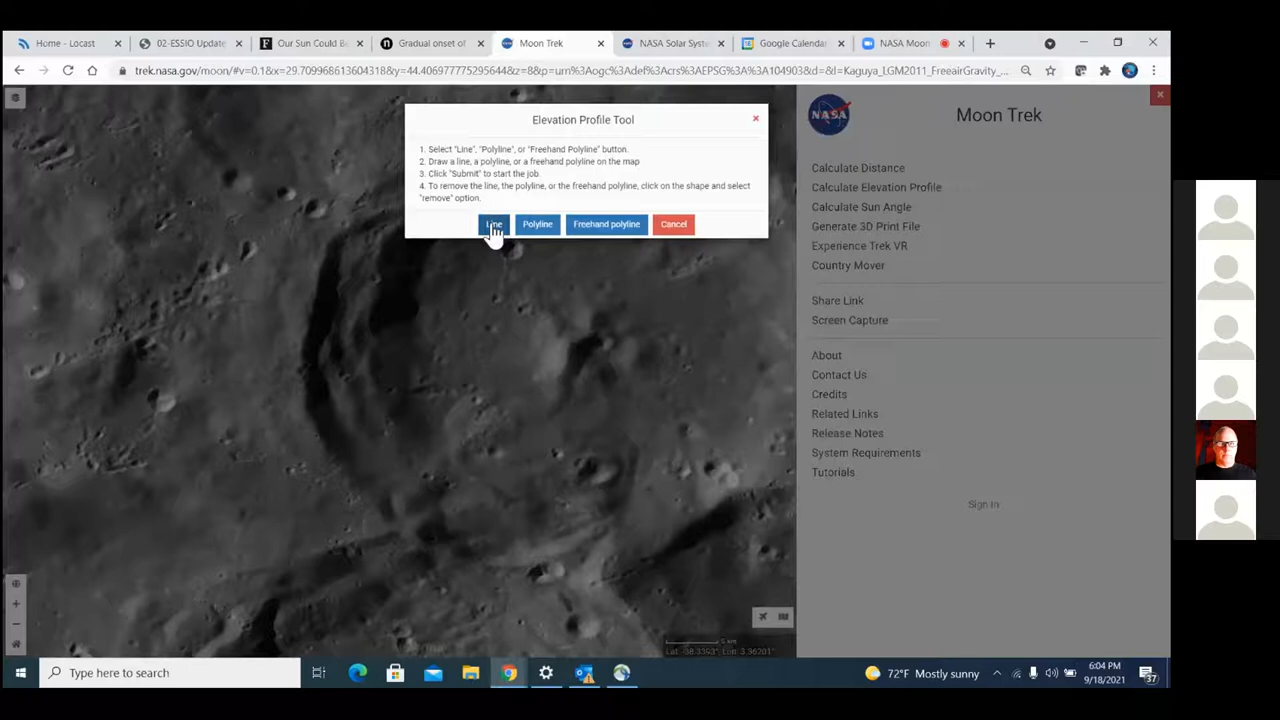 Home - Locast
02-ESSIO Update
Our Sun Could Be
Gradual onset of
Moon Trek
NASA Solar Syste
Google Calendar
NASA Moon
trek.nasa.gov/moon/#v=0.1&x=29.709968613604318&y=44.40697777529564​4&z=8&p=urn%3Aogc%3Adef%3Acrs%3AEPSG%3A%3A104903&d=&l=Kaguya_LGM2011_FreeairGravity_...
Elevation Profile Tool
1. Select "Line", "Polyline", or "Freehand Polyline" button.
2. Draw a line, a polyline, or a freehand polyline on the map
3. Click "Submit" to start the job.
4. To remove the line, the polyline, or the freehand polyline, click on the shape and select
"remove" option.
Line
Polyline
Freehand polyline
Cancel
NASA
Moon Trek
Calculate Distance
Calculate Elevation Profile
Calculate Sun Angle
Generate 3D Print File
Experience Trek VR
Country Mover
Share Link
Screen Capture
About
Contact Us
Credits
Related Links
Release Notes
System Requirements
Tutorials
Sign In
Type here to search
72°F Mostly sunny
6:04 PM
9/18/2021
37